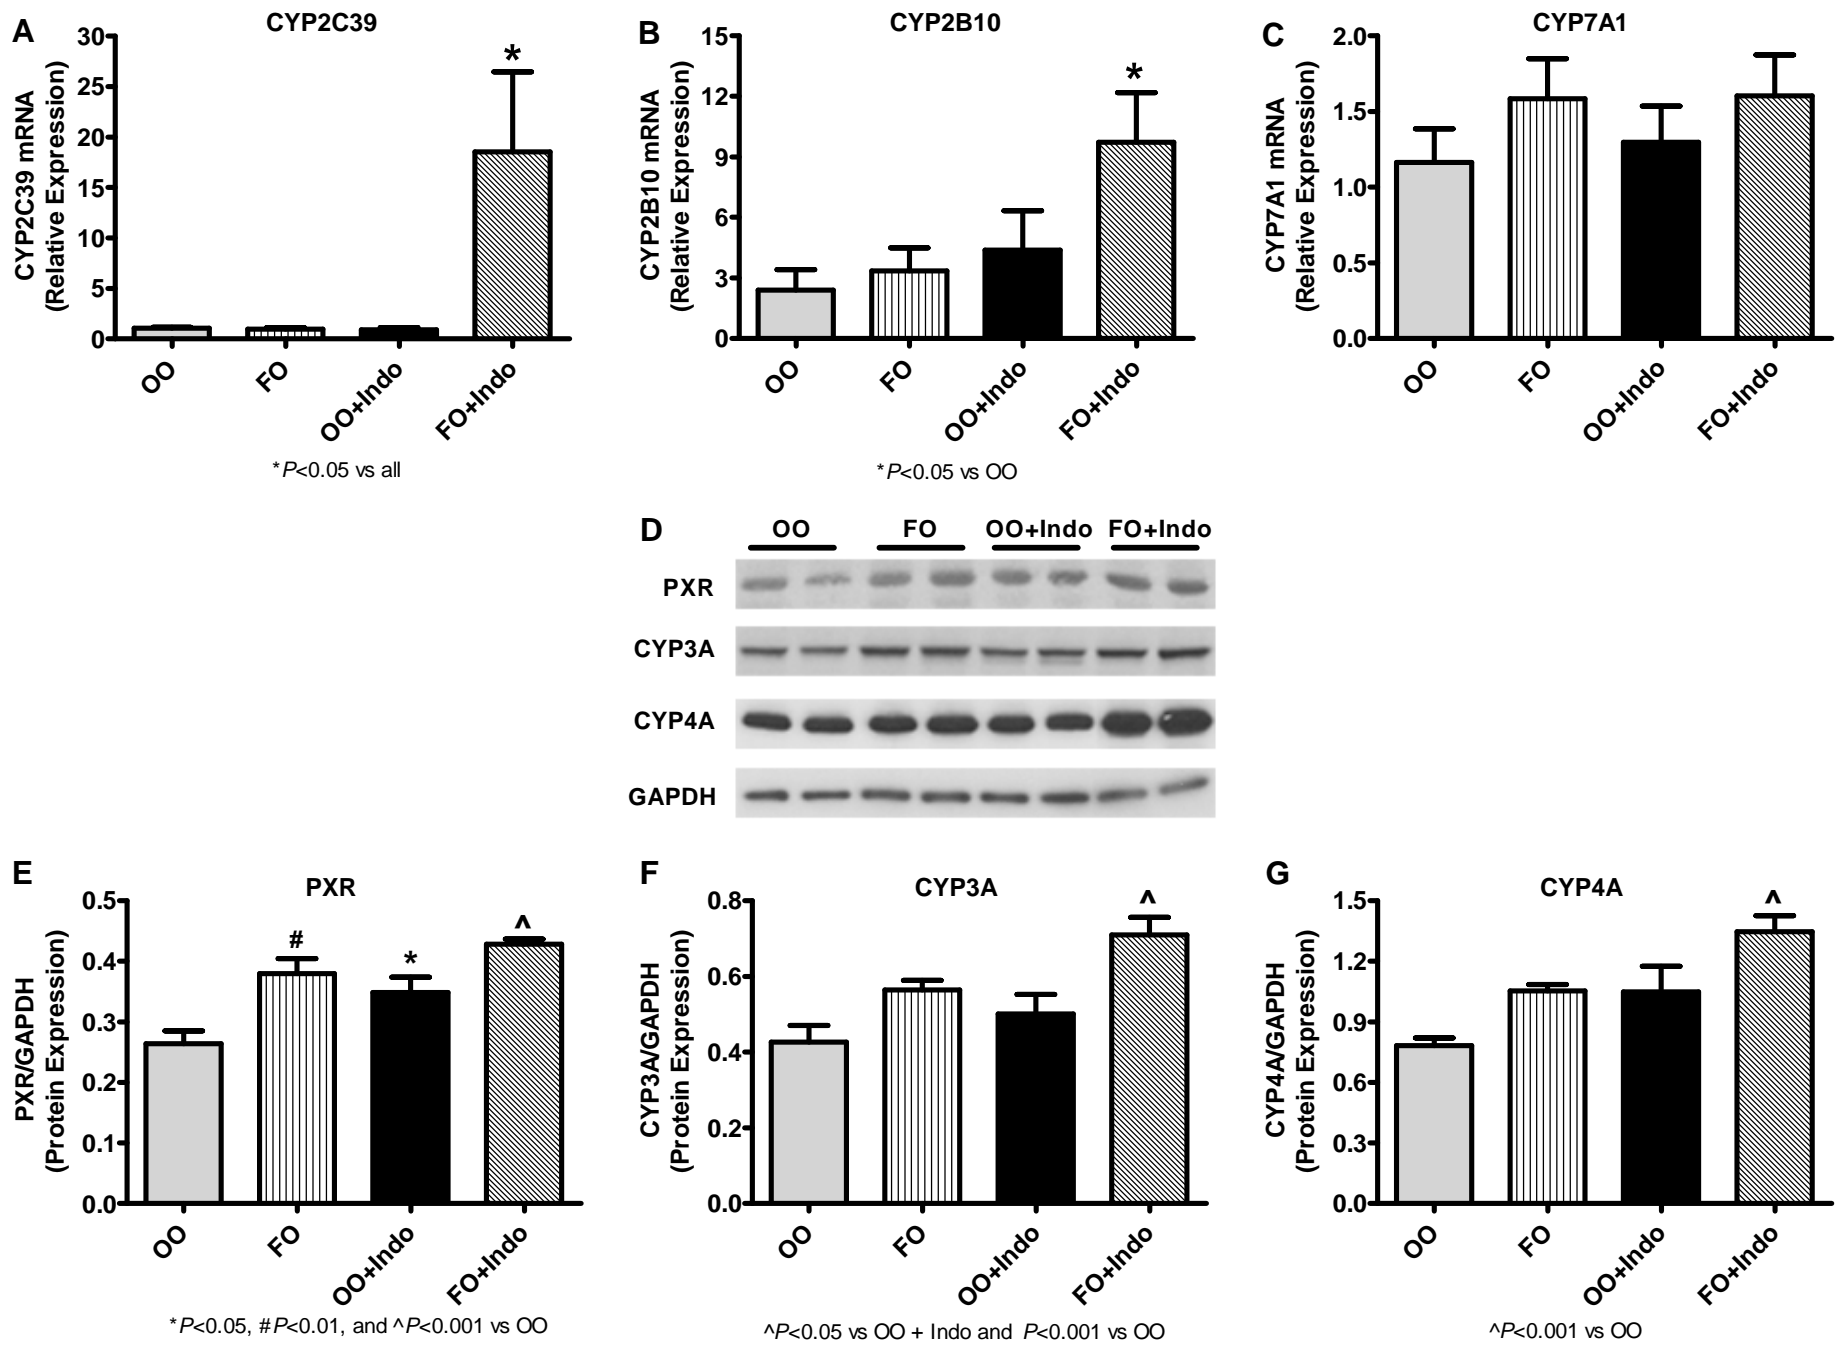 A
CYP2C39
CYP2C39 mRNA
(Relative Expression)
30
25
20
15
10
5
0
*
OO
FO
OO+Indo
FO+Indo
*P<0.05 vs all
B
CYP2B10
CYP2B10 mRNA
(Relative Expression)
15
12
9
6
3
0
*
OO
FO
OO+Indo
FO+Indo
*P<0.05 vs OO
C
CYP7A1
CYP7A1 mRNA
(Relative Expression)
2.0
1.5
1.0
0.5
0.0
OO
FO
OO+Indo
FO+Indo
D
OO FO OO+Indo FO+Indo
PXR
CYP3A
CYP4A
GAPDH
E
PXR
PXR/GAPDH
(Protein Expression)
0.5
0.4
0.3
0.2
0.1
0.0
#
*
^
OO
FO
OO+Indo
FO+Indo
*P<0.05, #P<0.01, and ^P<0.001 vs OO
F
CYP3A
CYP3A/GAPDH
(Protein Expression)
0.8
0.6
0.4
0.2
0.0
^
OO
FO
OO+Indo
FO+Indo
^P<0.05 vs OO + Indo and P<0.001 vs OO
G
CYP4A
CYP4A/GAPDH
(Protein Expression)
1.5
1.2
0.9
0.6
0.3
0.0
^
OO
FO
OO+Indo
FO+Indo
^P<0.001 vs OO